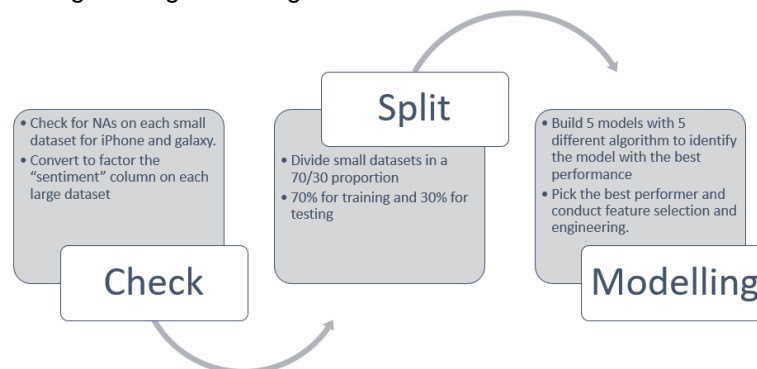 • Check for NAs on each small
dataset for iPhone and galaxy.
• Convert to factor the
“sentiment” column on each
large dataset
Check
Split
• Divide small datasets in a
70/30 proportion
• 70% for training and 30% for
testing
• Build 5 models with 5
different algorithm to identify
the model with the best
performance
• Pick the best performer and
conduct feature selection and
engineering.
Modelling